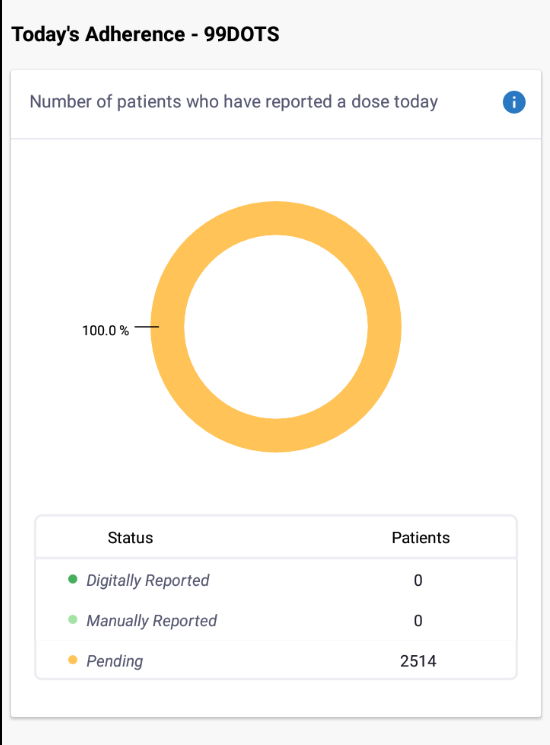 Today's Adherence - 99DOTS
Number of patients who have reported a dose today
100.0 %
Status Patients
Digitally Reported 0
Manually Reported 0
Pending 2514